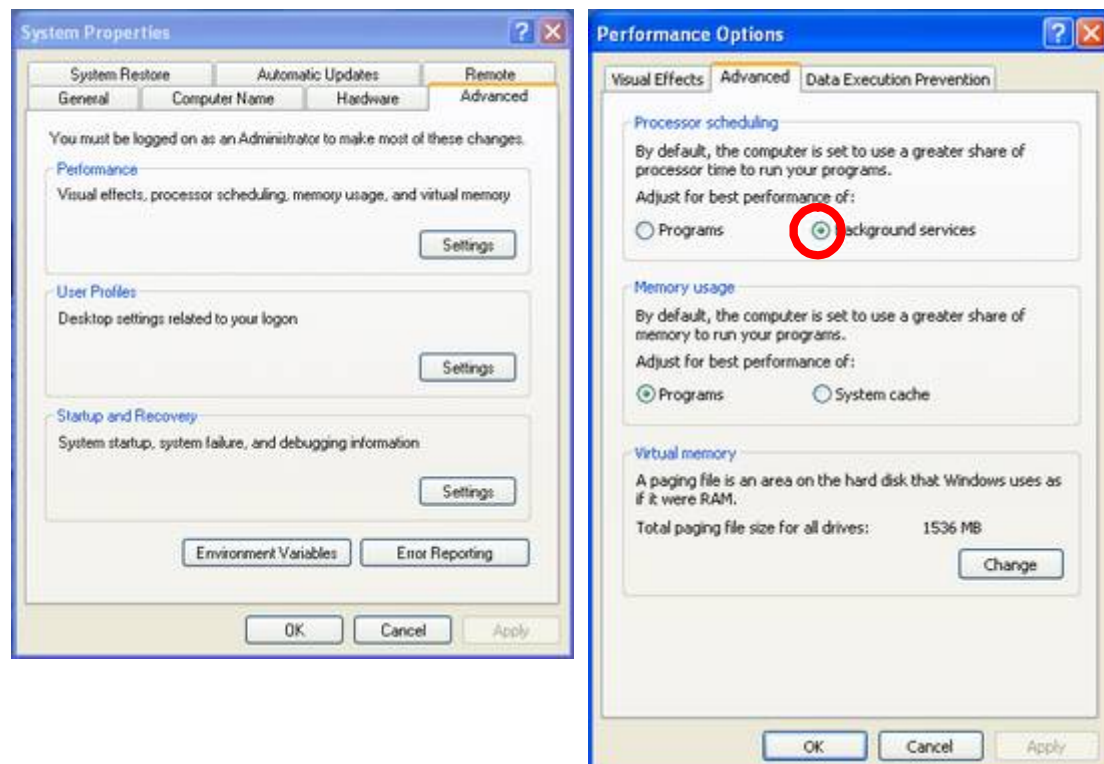 System Properties
System Restore
Automatic Updates
Remote
General
Computer Name
Hardware
Advanced
You must be logged on as an Administrator to make most of these changes.
Performance
Visual effects, processor scheduling, memory usage, and virtual memory
Settings
User Profiles
Desktop settings related to your logon
Settings
Startup and Recovery
System startup, system failure, and debugging information
Settings
Environment Variables
Error Reporting
OK
Cancel
Apply
Performance Options
Visual Effects
Advanced
Data Execution Prevention
Processor scheduling
By default, the computer is set to use a greater share of
processor time to run your programs.
Adjust for best performance of:
Programs
Background services
Memory usage
By default, the computer is set to use a greater share of
memory to run your programs.
Adjust for best performance of:
Programs
System cache
Virtual memory
A paging file is an area on the hard disk that Windows uses as
if it were RAM.
Total paging file size for all drives:
1536 MB
Change
OK
Cancel
Apply